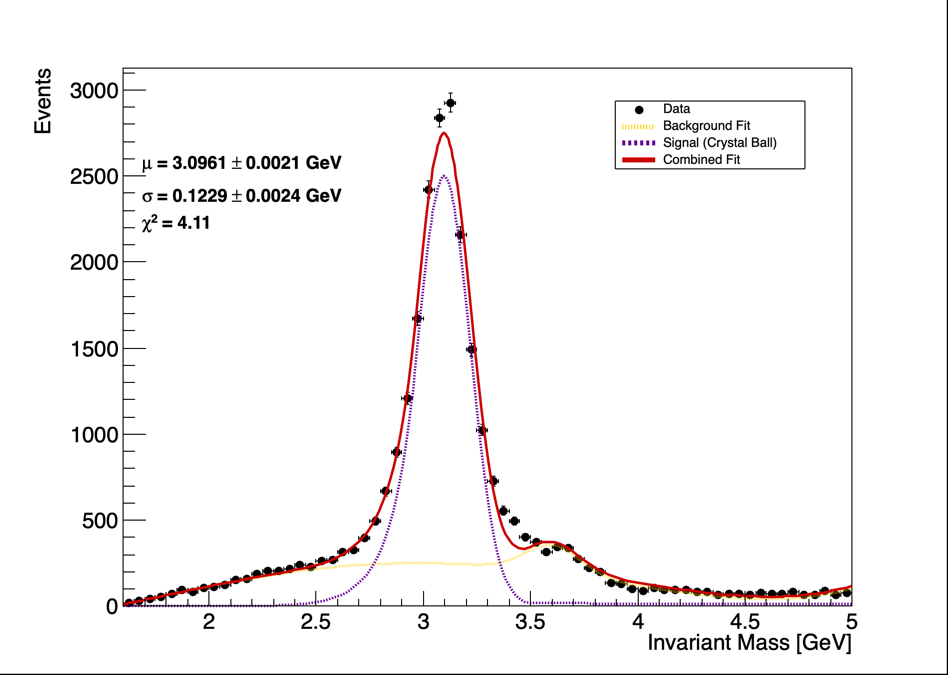 Events
3000
2500
2000
1500
1000
500
0
μ = 3.0961 ± 0.0021 GeV
σ = 0.1229 ± 0.0024 GeV
χ² = 4.11
Data
Background Fit
Signal (Crystal Ball)
Combined Fit
2 2.5 3 3.5 4 4.5 5
Invariant Mass [GeV]